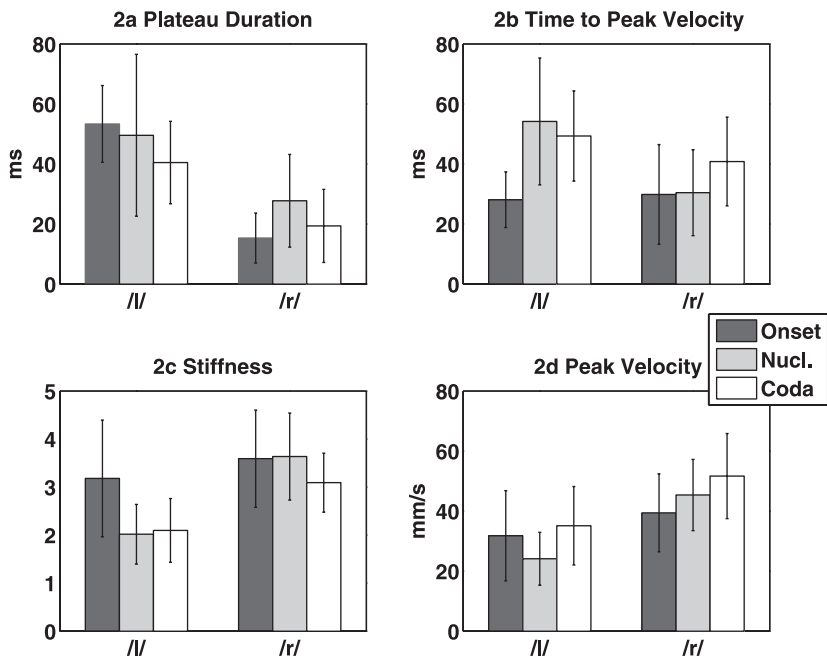 2a Plateau Duration
80
60
40
20
0
ms
/l/
/r/
2b Time to Peak Velocity
80
60
40
20
0
ms
/l/
/r/
Onset
Nucl.
Coda
2c Stiffness
5
4
3
2
1
0
/l/
/r/
2d Peak Velocity
80
60
40
20
0
mm/s
/l/
/r/